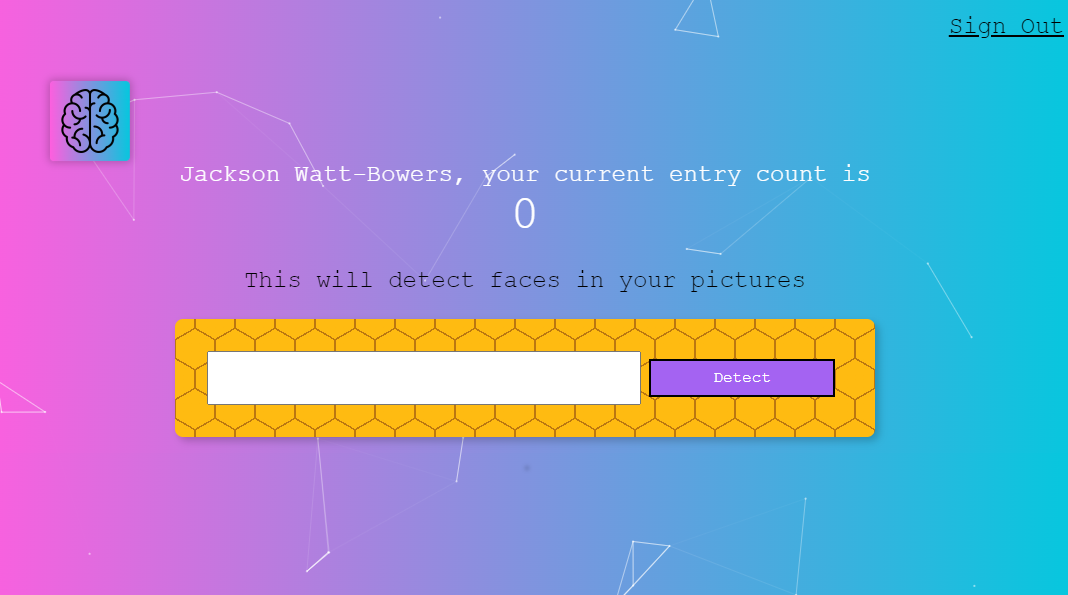 Sign Out
Jackson Watt-Bowers, your current entry count is
0
This will detect faces in your pictures
Detect